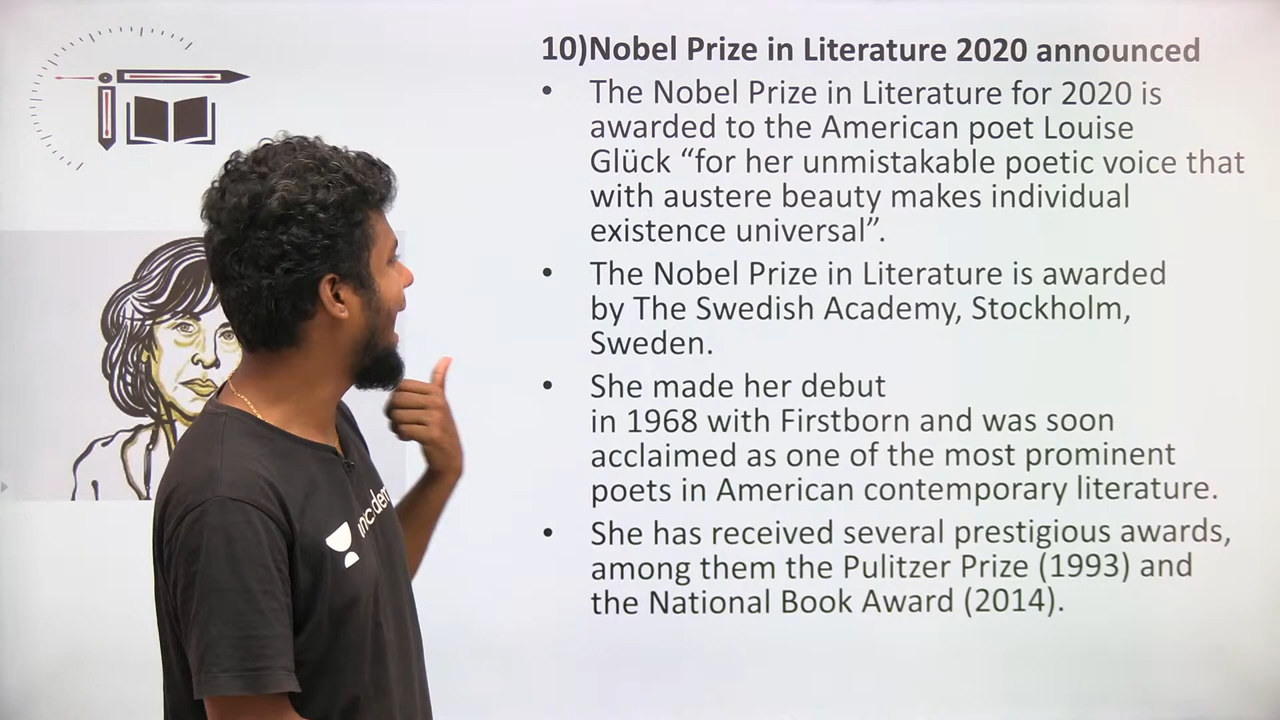 10)Nobel Prize in Literature 2020 announced
• The Nobel Prize in Literature for 2020 is
awarded to the American poet Louise
Glück “for her unmistakable poetic voice that
with austere beauty makes individual
existence universal”.
• The Nobel Prize in Literature is awarded
by The Swedish Academy, Stockholm,
Sweden.
• She made her debut
in 1968 with Firstborn and was soon
acclaimed as one of the most prominent
poets in American contemporary literature.
• She has received several prestigious awards,
among them the Pulitzer Prize (1993) and
the National Book Award (2014).